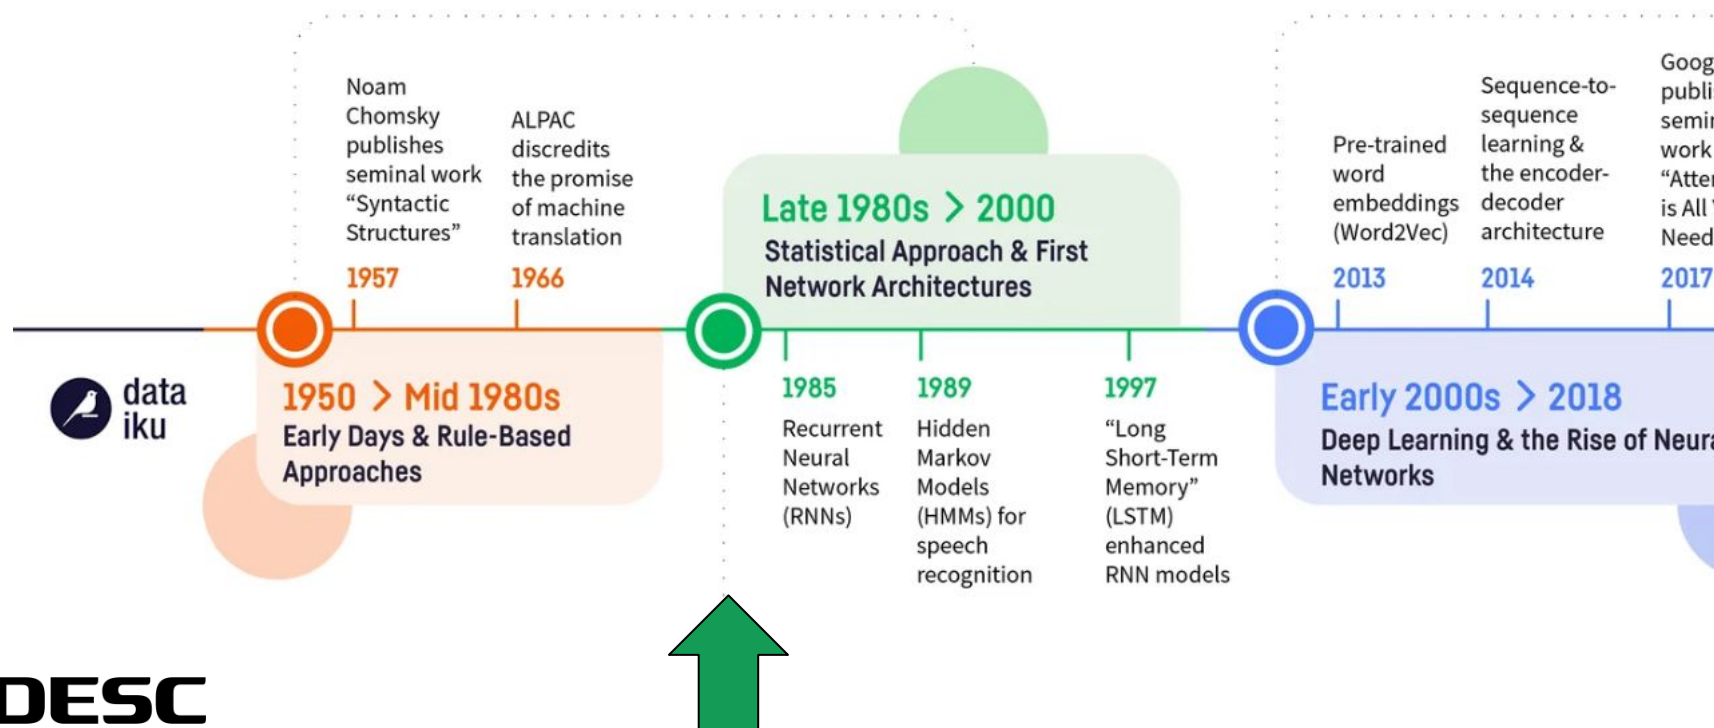 Noam
Chomsky
publishes
seminal work
“Syntactic
Structures”
1957
ALPAC
discredits
the promise
of machine
translation
1966
Late 1980s > 2000
Statistical Approach & First
Network Architectures
Pre-trained
word
embeddings
(Word2Vec)
2013
Sequence-to-
sequence
learning &
the encoder-
decoder
architecture
2014
work
is All
Need
2017
data
iku
1950 > Mid 1980s
Early Days & Rule-Based
Approaches
1985
Recurrent
Neural
Networks
(RNNs)
1989
Hidden
Markov
Models
(HMMs) for
speech
recognition
1997
“Long
Short-Term
Memory”
(LSTM)
enhanced
RNN models
Early 2000s > 2018
Deep Learning & the Rise of
Networks
DESC